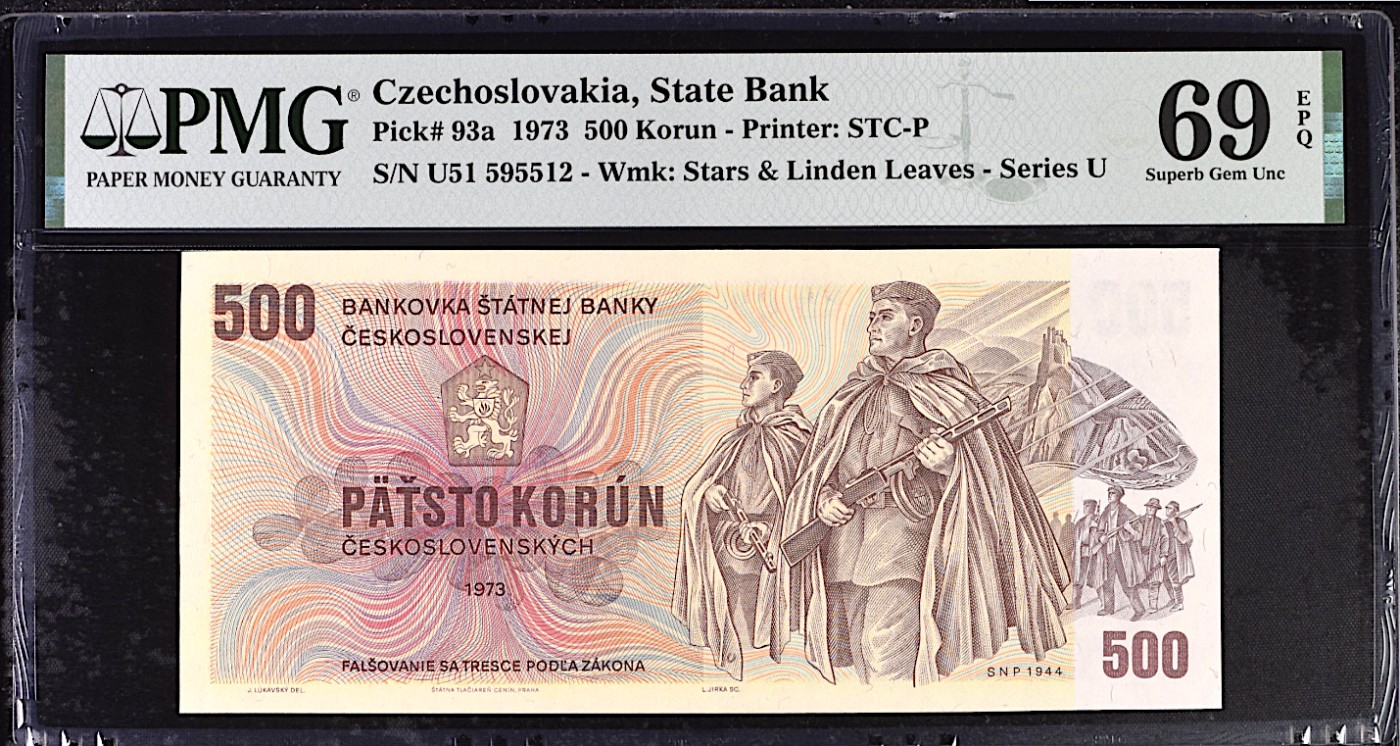 PMG®
PAPER MONEY GUARANTY
Czechoslovakia, State Bank
Pick# 93a 1973 500 Korun - Printer: STC-P
S/N U51 595512 - Wmk: Stars & Linden Leaves - Series U
69
EPQ
Superb Gem Unc
500
BANKOVKA ŠTÁTNEJ BANKY
ČESKOSLOVENSKEJ
PÄŤSTO KORÚN
ČESKOSLOVENSKÝCH
1973
FALŠOVANIE SA TRESCE PODĽA ZÁKONA
J. LUKAVSKÝ DEL.
ŠTÁTNA TLAČIAREŇ CENÍN, PRAHA
L. JIRKA SC.
SNP 1944
500